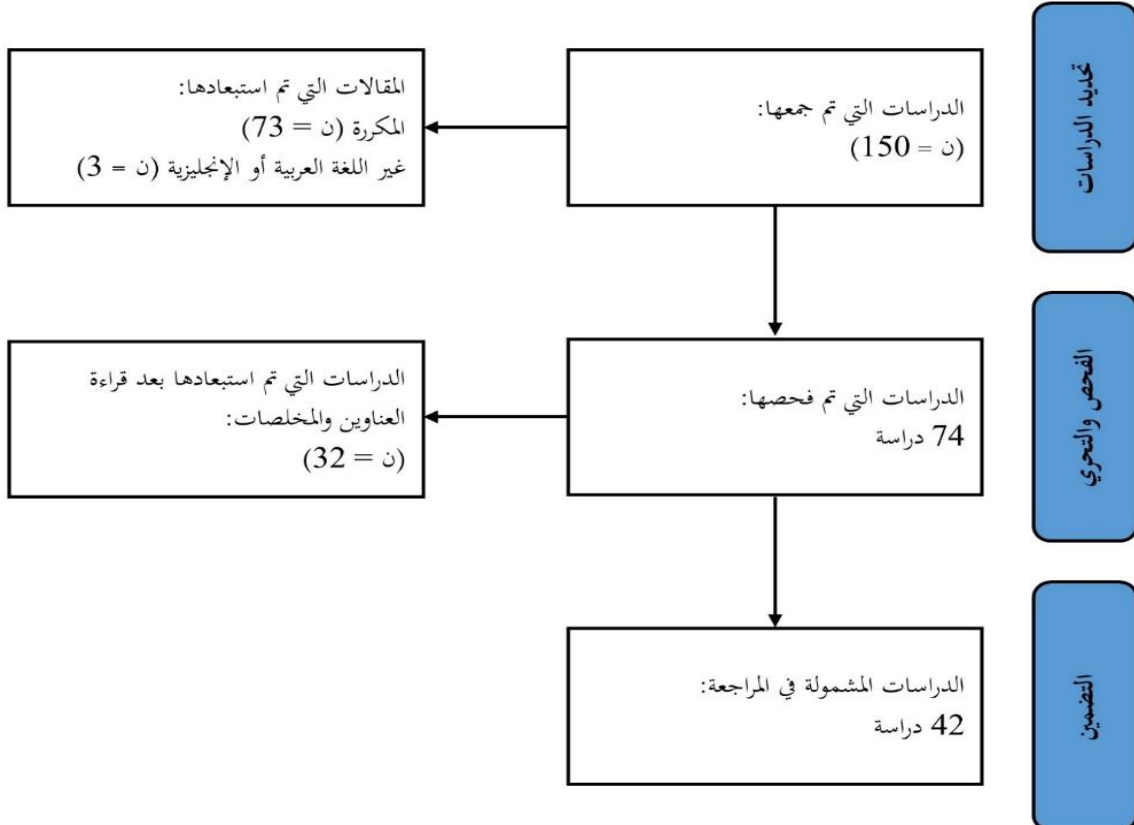 تحديد الدراسات
الدراسات التي تم جمعها:
(ن = 150)
المقالات التي تم استبعادها:
المكررة (ن = 73)
غير اللغة العربية أو الإنجليزية (ن = 3)
الفحص والتحري
الدراسات التي تم فحصها:
74 دراسة
الدراسات التي تم استبعادها بعد قراءة
العناوين والمخلصات:
(ن = 32)
التضمين
الدراسات المشمولة في المراجعة:
42 دراسة